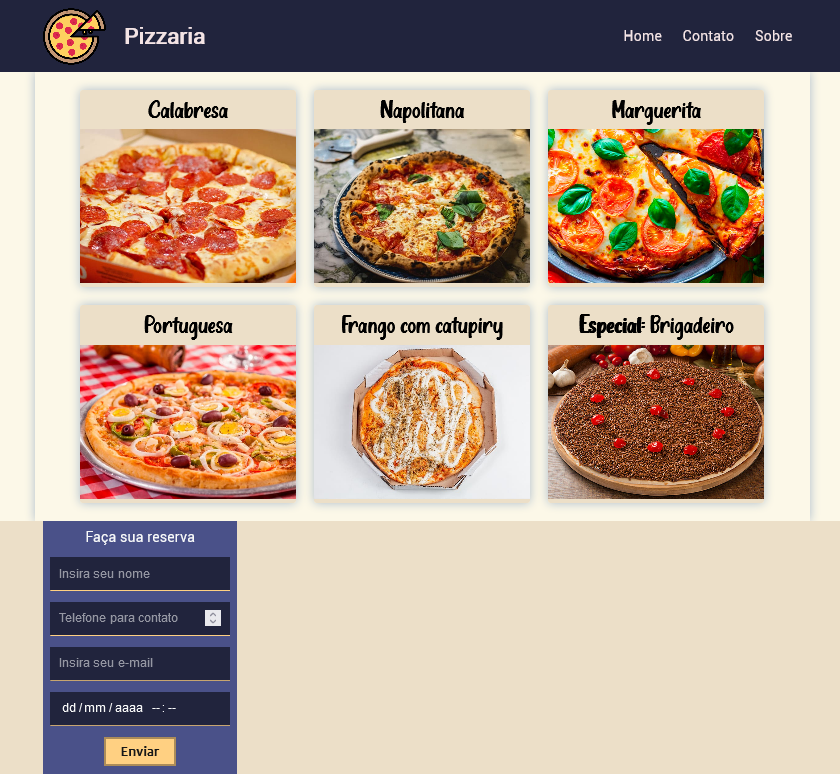 Pizzaria
Home Contato Sobre
Calabresa
Napolitana
Marguerita
Portuguesa
Frango com catupiry
Especial: Brigadeiro
Faça sua reserva
Insira seu nome
Telefone para contato
Insira seu e-mail
dd/mm/aaaa --:--
Enviar